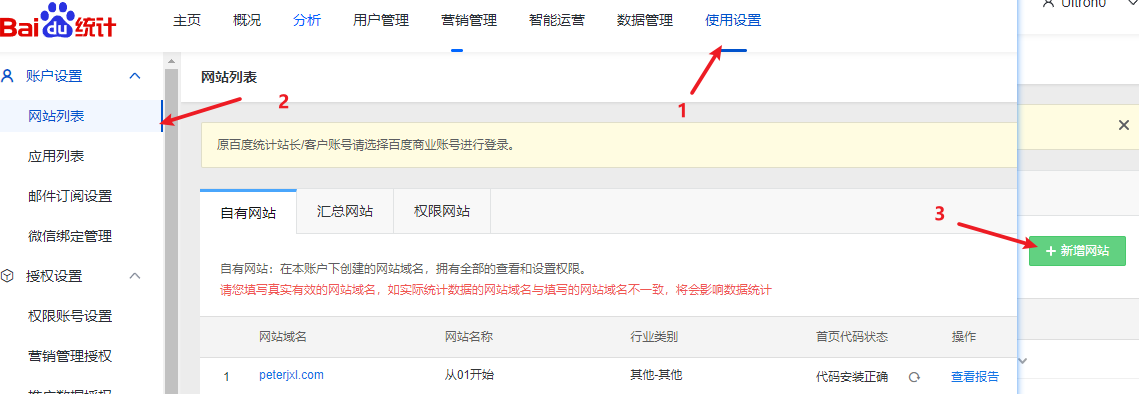 Bai du 统计 主页 概况 分析 用户管理 营销管理 智能运营 数据管理 使用设置 Ultron0
账户设置 网站列表
1
2
网站列表
原百度统计站长/客户账号请选择百度商业账号进行登录。
应用列表
邮件订阅设置
自有网站 汇总网站 权限网站
3
微信绑定管理
+ 新增网站
授权设置
自有网站：在本账户下创建的网站域名，拥有全部的查看和设置权限。
请您填写真实有效的网站域名，如实际统计数据的网站域名与填写的网站域名不一致，将会影响数据统计
权限账号设置
网站域名 网站名称 行业类别 首页代码状态 操作
营销管理授权
1 peterjxl.com 从01开始 其他-其他 代码安装正确 查看报告